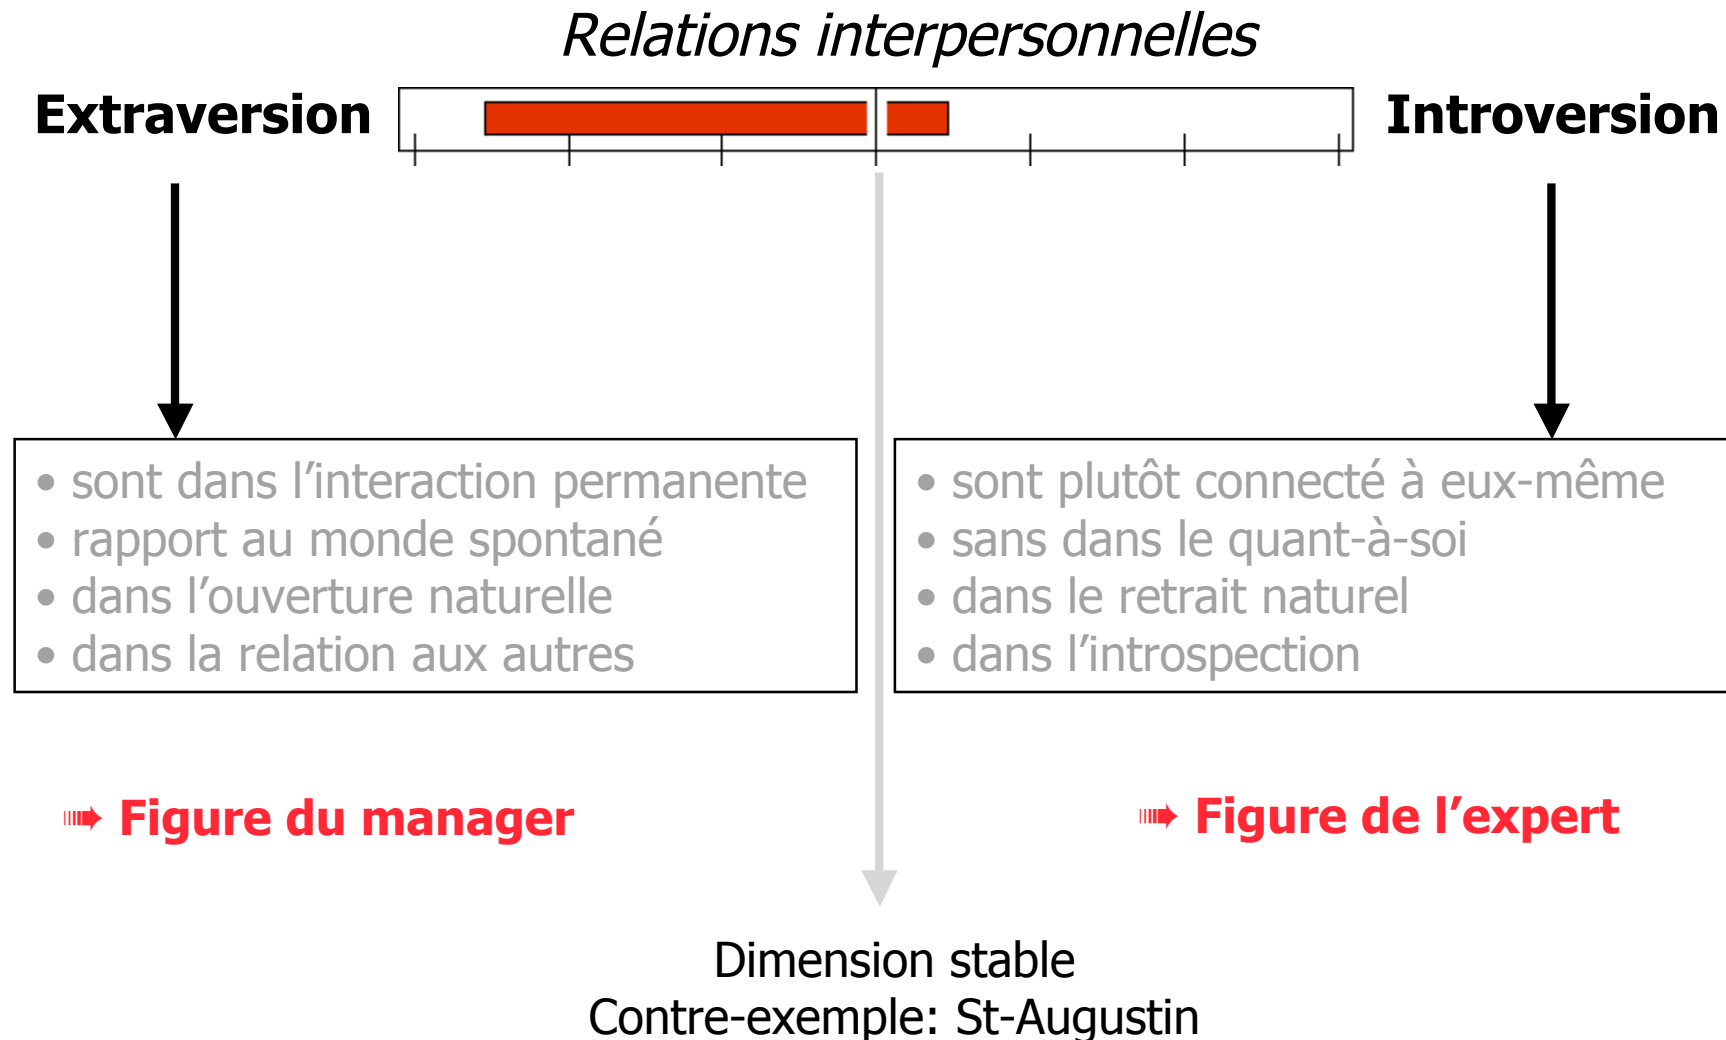 Relations interpersonnelles
Extraversion
Introversion
• sont dans l’interaction permanente
• rapport au monde spontané
• dans l’ouverture naturelle
• dans la relation aux autres
• sont plutôt connecté à eux-même
• sans dans le quant-à-soi
• dans le retrait naturel
• dans l’introspection
➠ Figure du manager
➠ Figure de l’expert
Dimension stable
Contre-exemple: St-Augustin